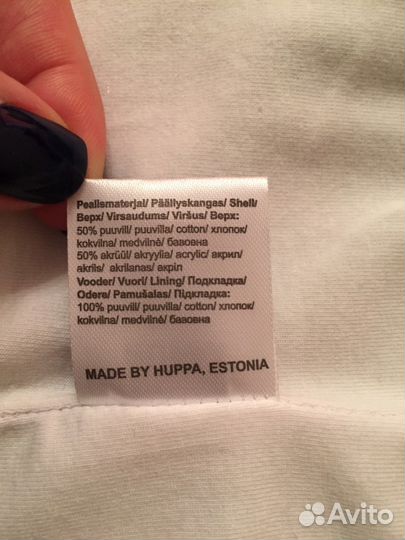 Pealismaterjal/ Päällyskangas/ Shell/
Верх/ Virsaudums/ Viršus/ Верх:
50% puuvill/ puuvilla/ cotton/ хлопок/
kokvilna/ medvilnė/ бавовна
50% akrüül/ akryylia/ acrylic/ акрил/
akrils/ akrilanas/ акріл
Vooder/ Vuori/ Lining/ Подкладка/
Odere/ Pamušalas/ Підкладка:
100% puuvill/ puuvilla/ cotton/ хлопок/
kokvilna/ medvilnė/ бавовна
MADE BY HUPPA, ESTONIA
Avito